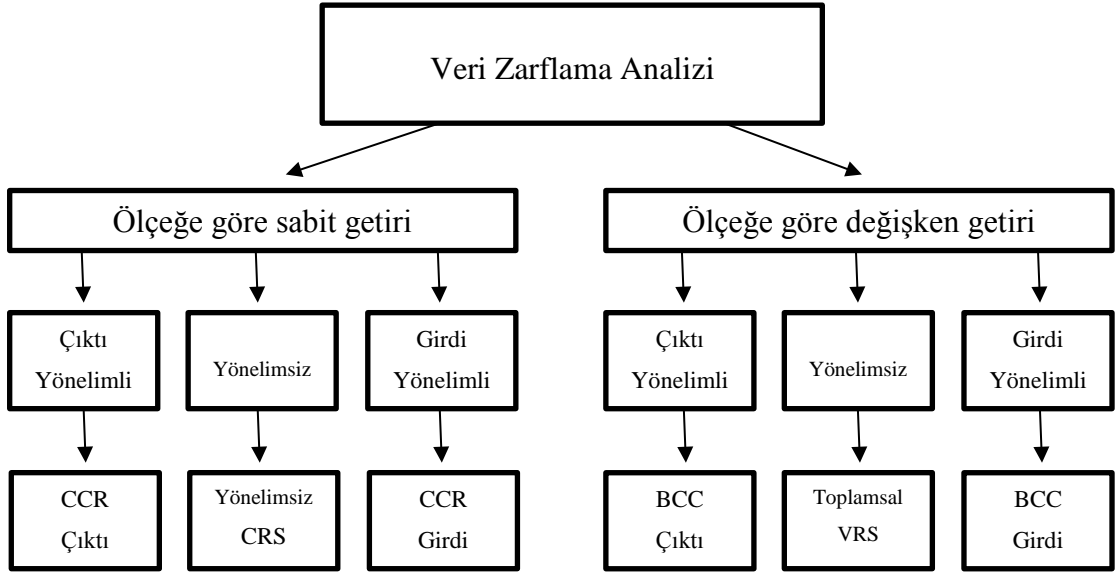 Veri Zarflama Analizi
Ölçeğe göre sabit getiri
Ölçeğe göre değişken getiri
Çıktı
Yönelimli
Yönelimsiz
Girdi
Yönelimli
Çıktı
Yönelimli
Yönelimsiz
Girdi
Yönelimli
CCR
Çıktı
Yönelimsiz
CRS
CCR
Girdi
BCC
Çıktı
Toplamsal
VRS
BCC
Girdi